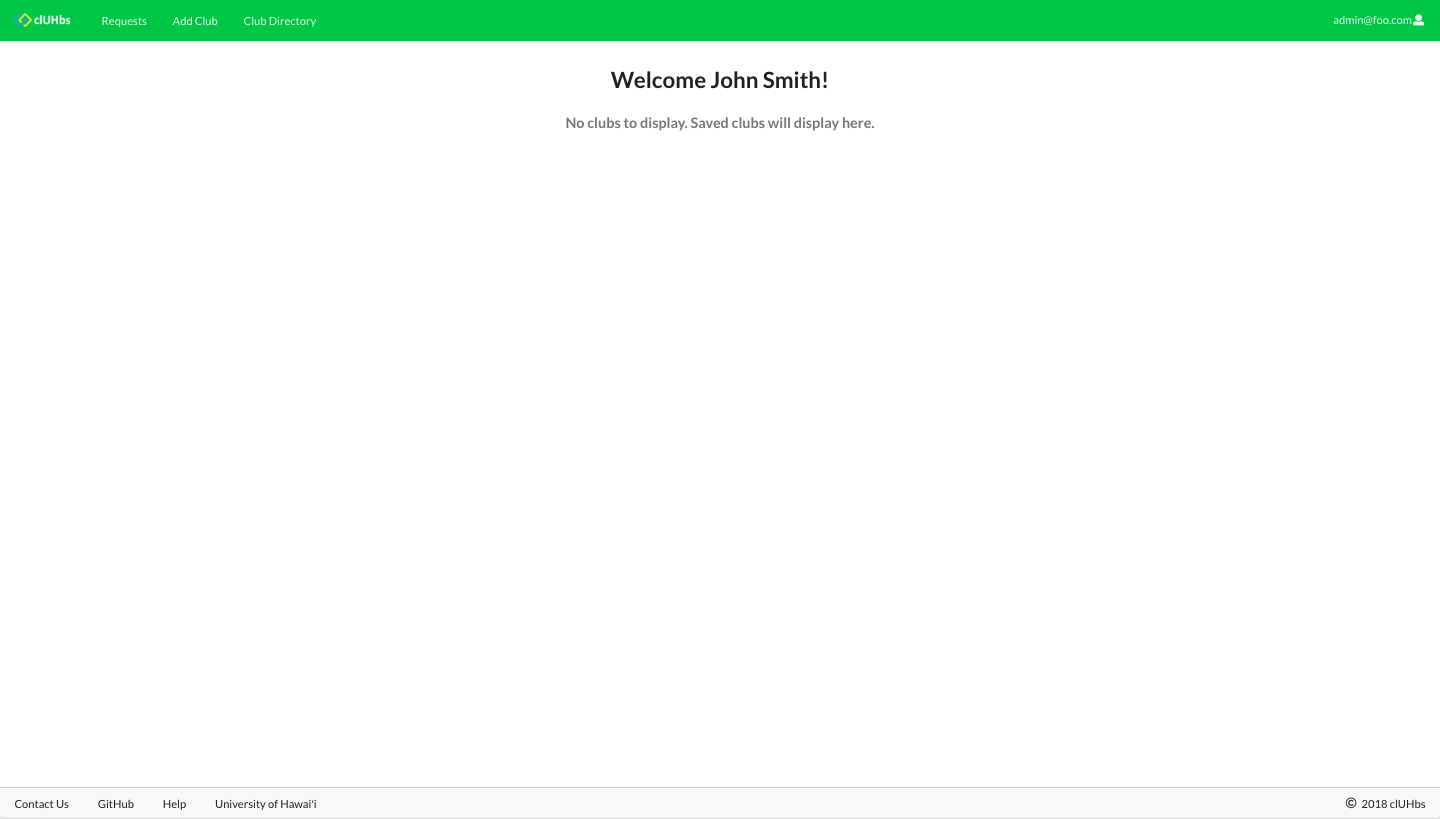 clUHbs Requests Add Club Club Directory admin@foo.com
Welcome John Smith!
No clubs to display. Saved clubs will display here.
Contact Us GitHub Help University of Hawai'i © 2018 clUHbs